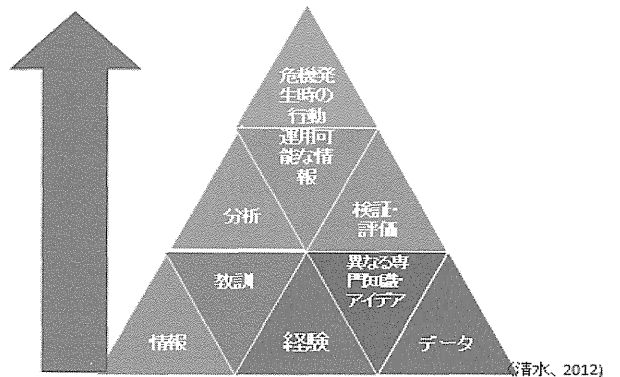 危機発
生時の
行動
運用可
能な情
報
分析
検証・
評価
教訓
異なる専
門知識・
アイデア
情報
経験
データ
(清水、2012)